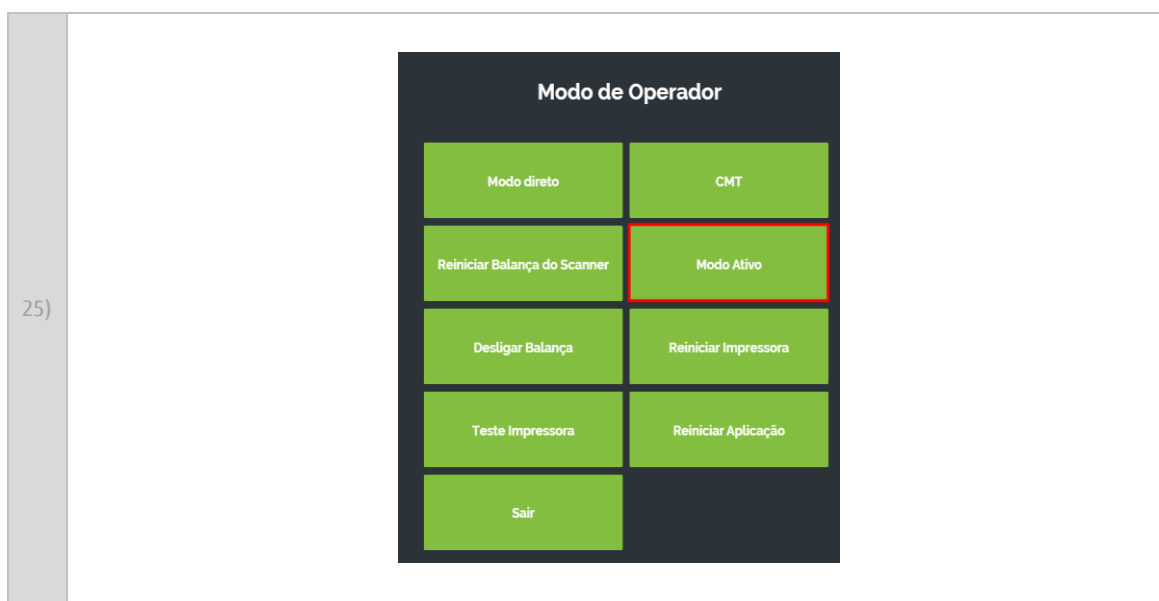 Modo de Operador
Modo direto
CMT
Reiniciar Balança do Scanner
Modo Ativo
25)
Desligar Balança
Reiniciar Impressora
Teste Impressora
Reiniciar Aplicação
Sair